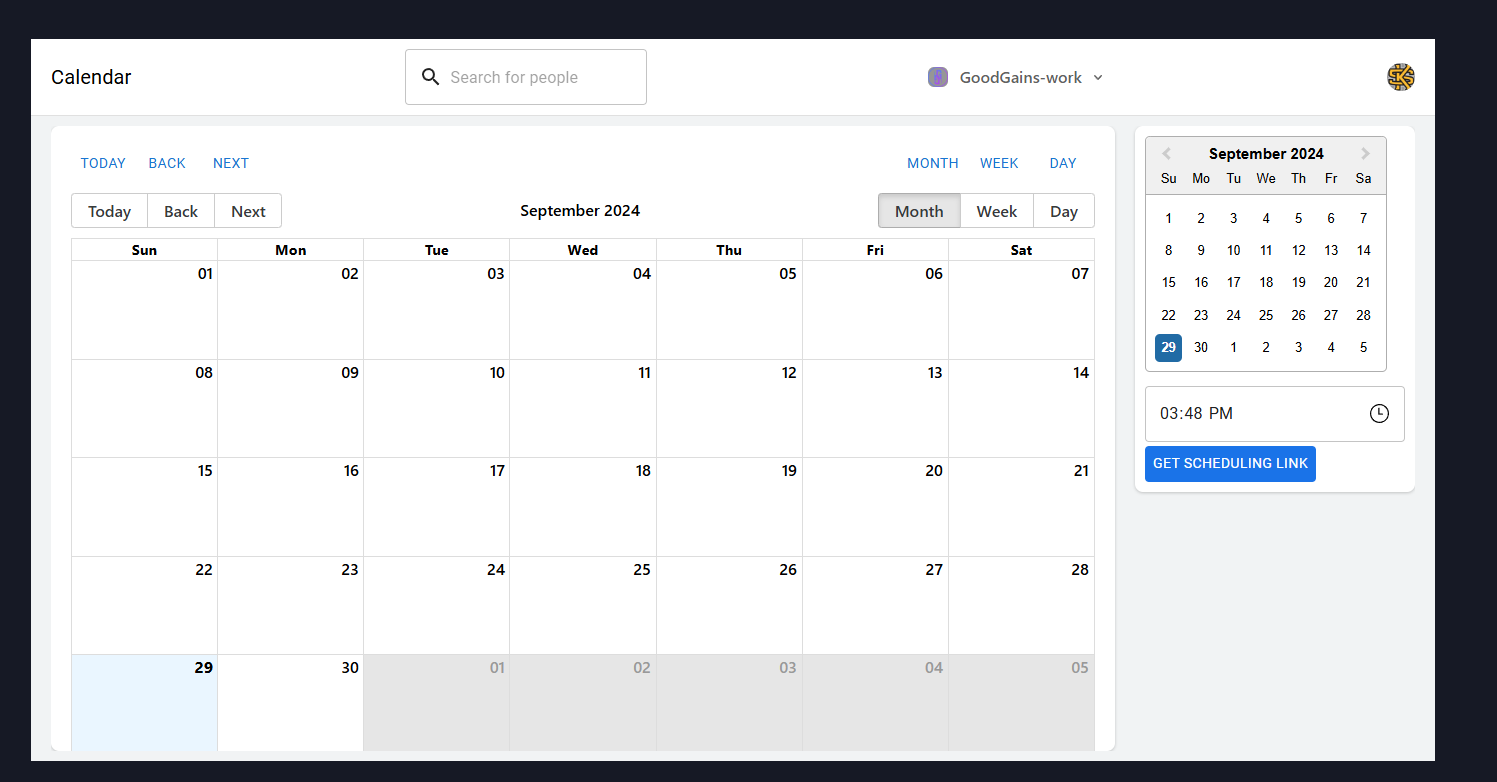 Calendar
Search for people
GoodGains-work
TODAY BACK NEXT
MONTH WEEK DAY
Today Back Next
September 2024
Month Week Day
Sun Mon Tue Wed Thu Fri Sat
01 02 03 04 05 06 07
08 09 10 11 12 13 14
15 16 17 18 19 20 21
22 23 24 25 26 27 28
29 30 01 02 03 04 05
September 2024
Su Mo Tu We Th Fr Sa
1 2 3 4 5 6 7
8 9 10 11 12 13 14
15 16 17 18 19 20 21
22 23 24 25 26 27 28
29 30 1 2 3 4 5
03:48 PM
GET SCHEDULING LINK